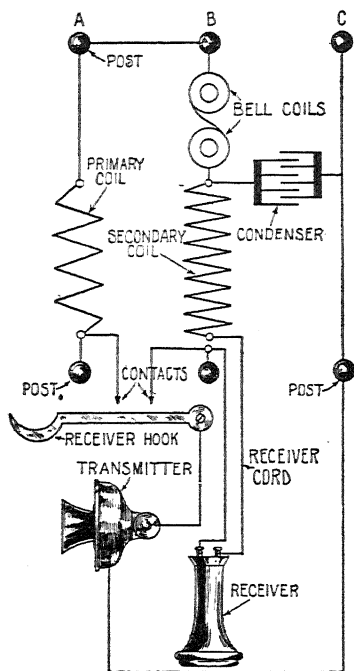 A B C
POST
BELL COILS
PRIMARY
COIL
SECONDARY
COIL
CONDENSER
POST.
CONTACTS
POST
RECEIVER HOOK
RECEIVER
CORD
TRANSMITTER
RECEIVER